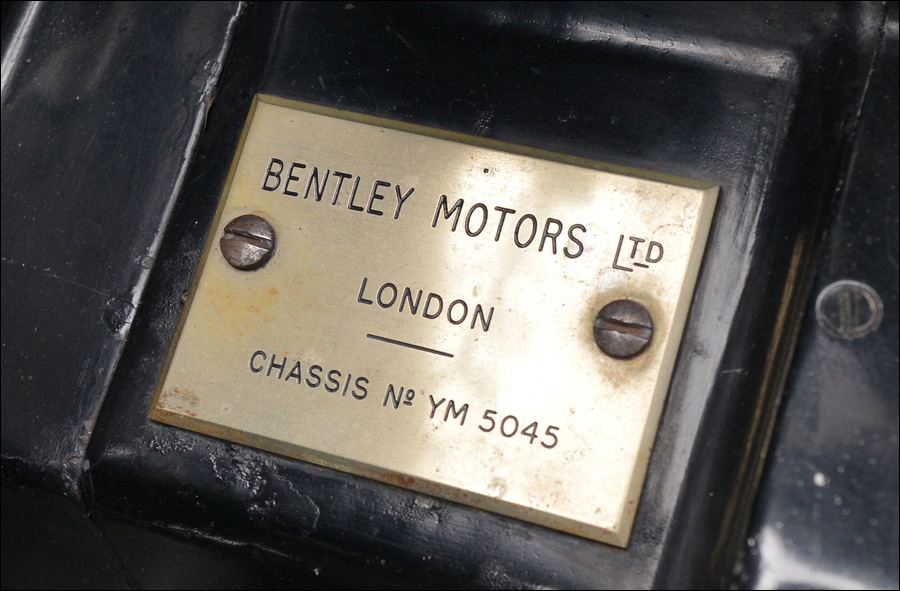 BENTLEY MOTORS LTD
LONDON
CHASSIS Nº YM 5045